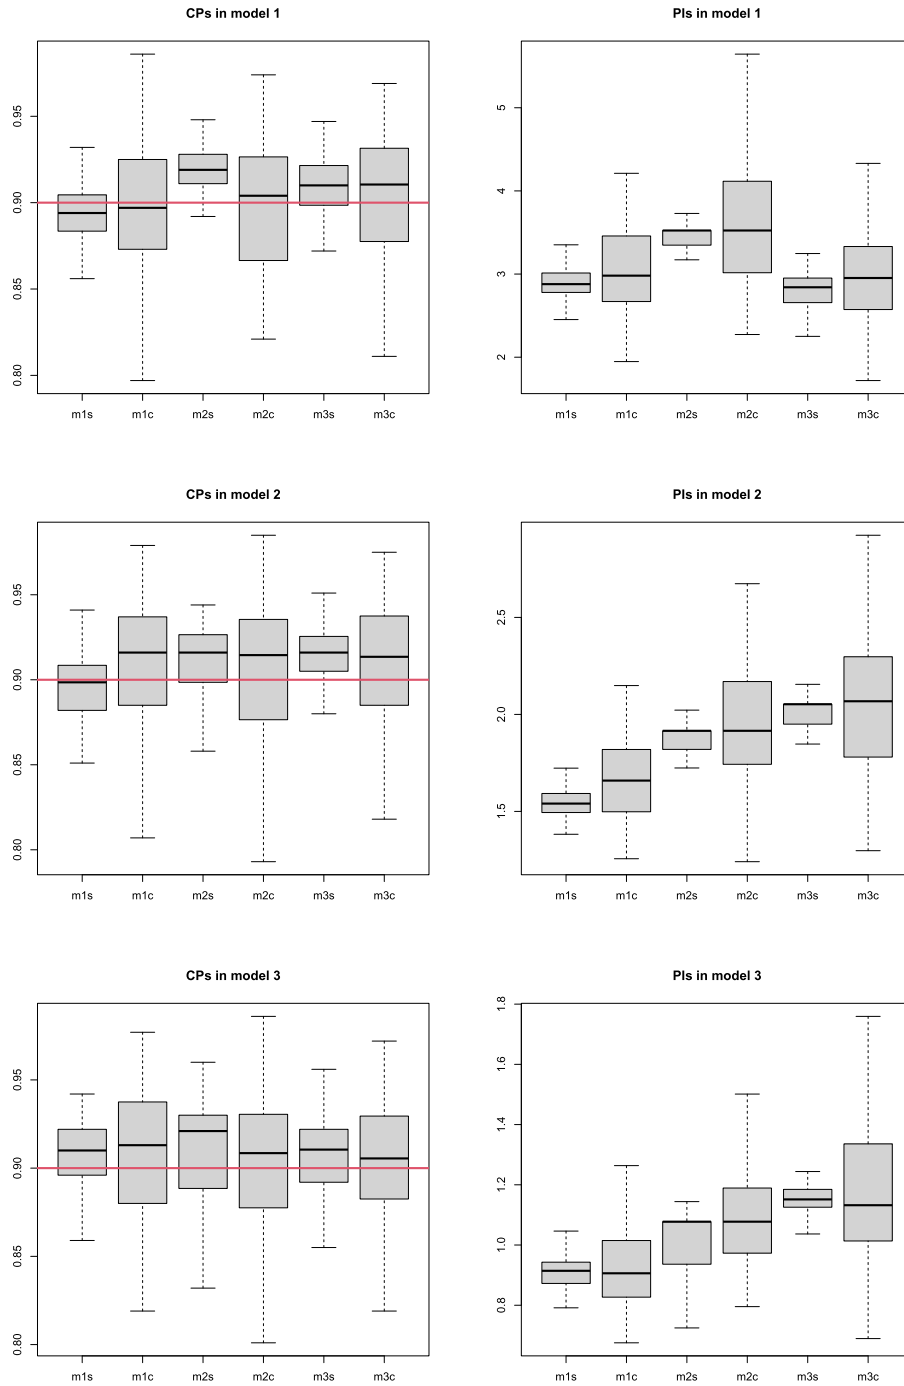 CPs in model 1
0.95
0.90
0.85
0.80
m1s m1c m2s m2c m3s m3c
PIs in model 1
5
4
3
2
m1s m1c m2s m2c m3s m3c
CPs in model 2
0.95
0.90
0.85
0.80
m1s m1c m2s m2c m3s m3c
PIs in model 2
2.5
2.0
1.5
m1s m1c m2s m2c m3s m3c
CPs in model 3
0.95
0.90
0.85
0.80
m1s m1c m2s m2c m3s m3c
PIs in model 3
1.8
1.6
1.4
1.2
1.0
0.8
m1s m1c m2s m2c m3s m3c